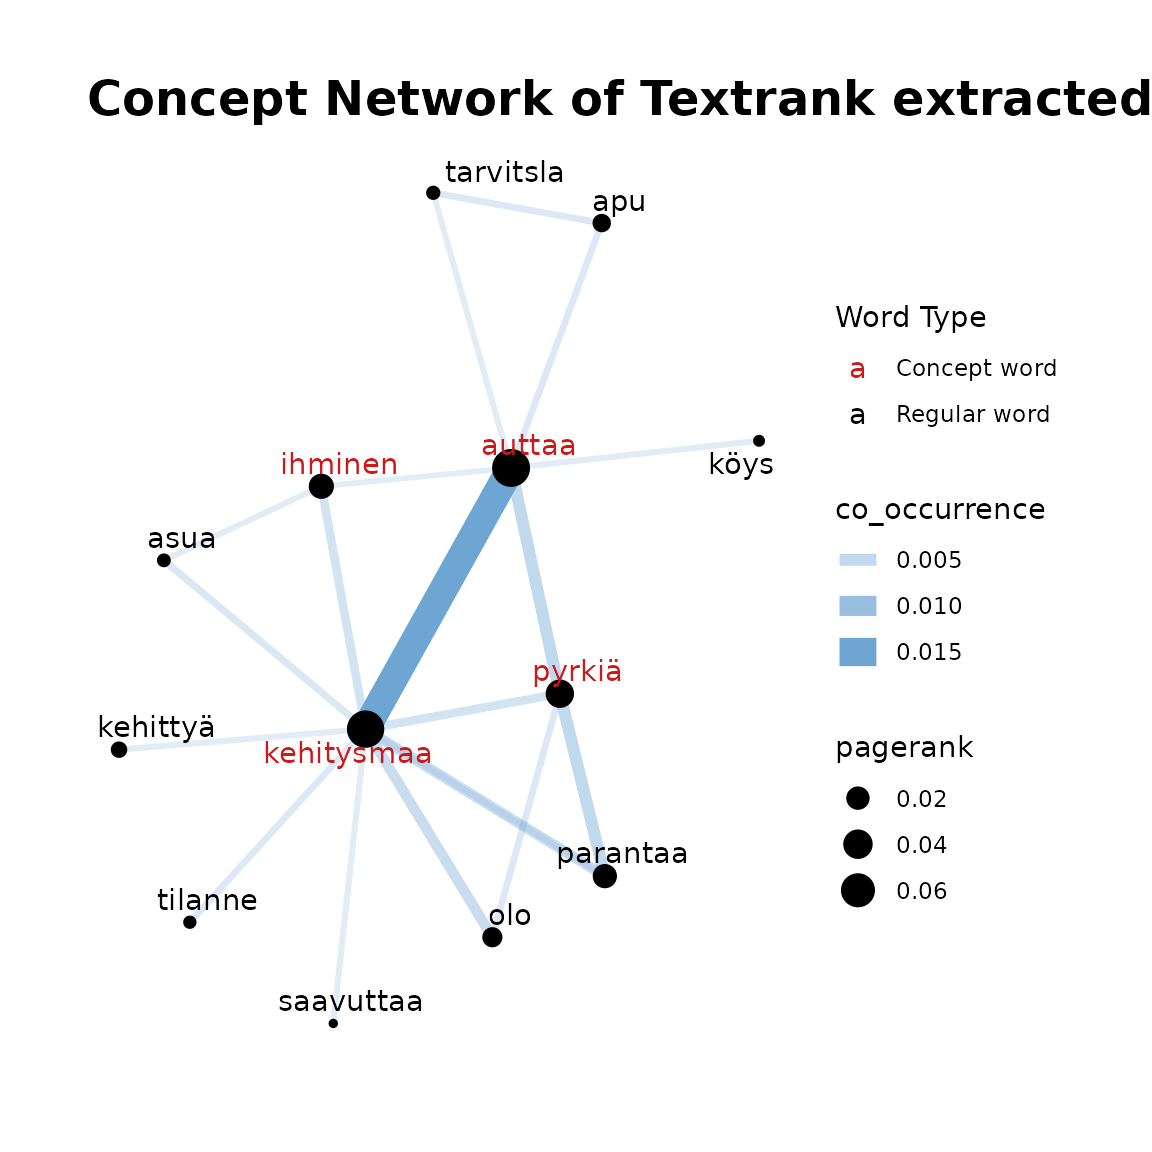 Concept Network of Textrank extracted
tarvitsla
apu
auttaa
ihminen
köys
asua
pyrkiä
kehittyä
kehitysmaa
parantaa
tilanne
olo
saavuttaa
Word Type
a Concept word
a Regular word
co_occurrence
0.005
0.010
0.015
pagerank
0.02
0.04
0.06